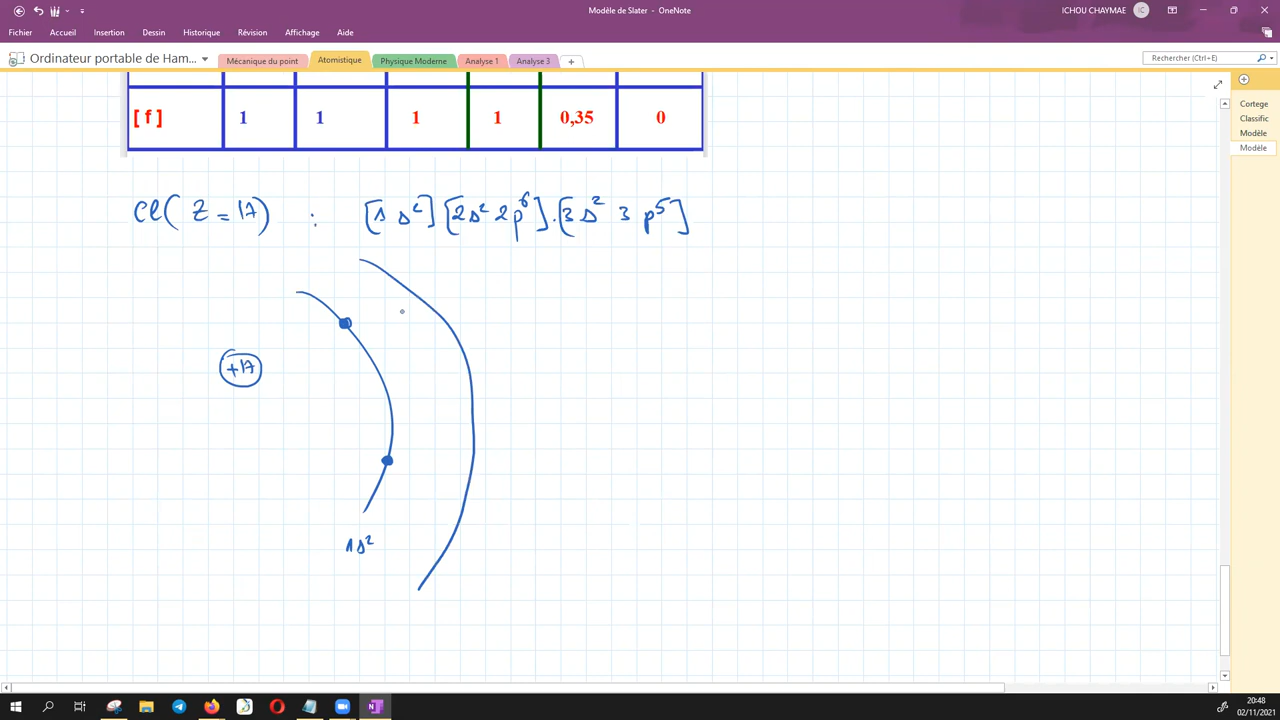 Modèle de Slater - OneNote
ICHOU CHAYMAE
IC
Fichier Accueil Insertion Dessin Historique Révision Affichage Aide
Ordinateur portable de Ham...
Mécanique du point
Atomistique
Physique Moderne
Analyse 1
Analyse 3
+
Rechercher (Ctrl+E)
Cortege
Classific
Modèle
Modèle
[ f ] 1 1 1 1 0,35 0
Cl( Z = 17) : [1s²] [2s² 2p⁶] . [3s² 3p⁵]
+17
1s²
20:48
02/11/2021